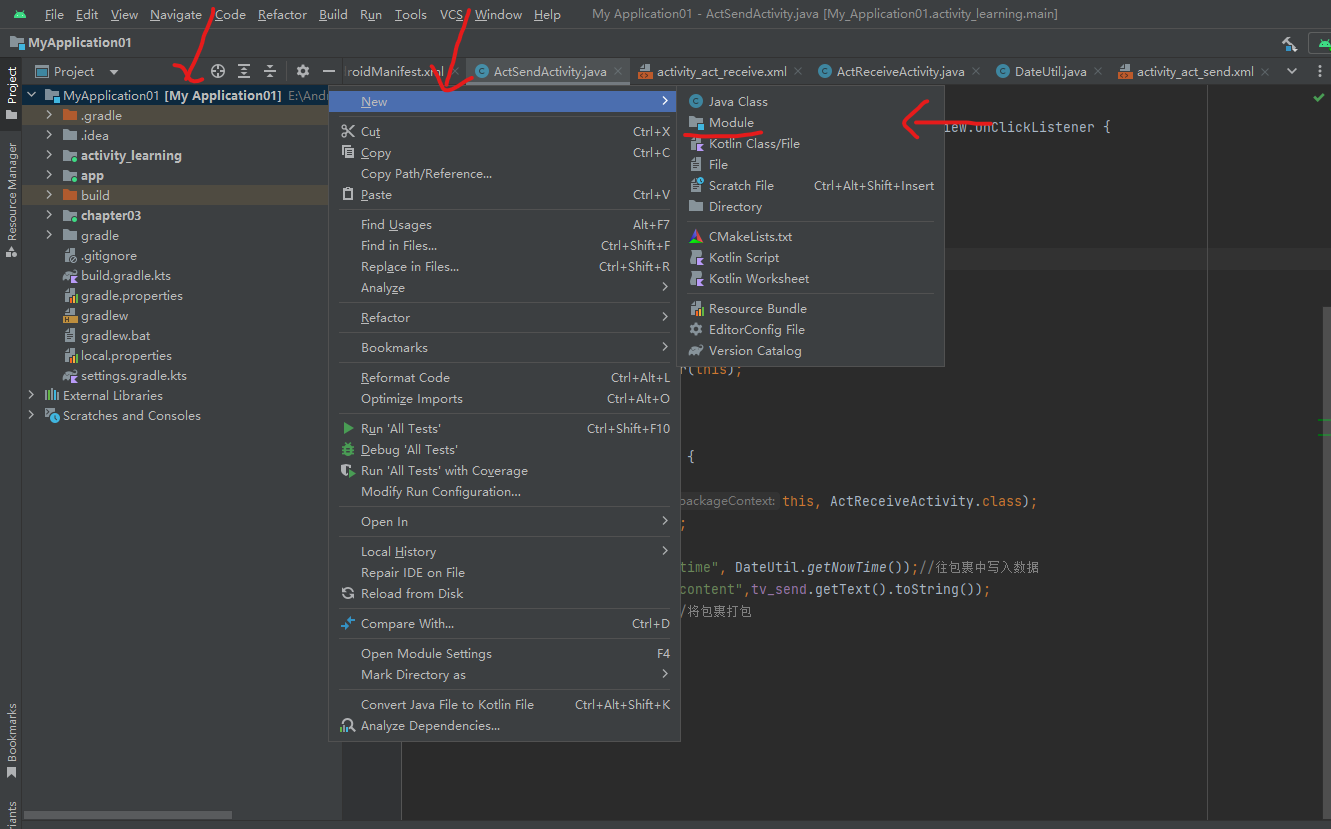 File Edit View Navigate Code Refactor Build Run Tools VCS Window Help My Application01 - ActSendActivity.java [My_Application01.activity_learning.main]
MyApplication01
Project
roidManifest.xml ActSendActivity.java activity_act_receive.xml ActReceiveActivity.java DateUtil.java activity_act_send.xml
Project
Resource Manager
Bookmarks
MyApplication01 [My Application01]
.gradle
.idea
activity_learning
app
build
chapter03
gradle
.gitignore
build.gradle.kts
gradle.properties
gradlew
gradlew.bat
local.properties
settings.gradle.kts
External Libraries
Scratches and Consoles
New
Cut Ctrl+X
Copy Ctrl+C
Copy Path/Reference...
Paste Ctrl+V
Find Usages Alt+F7
Find in Files... Ctrl+Shift+F
Replace in Files... Ctrl+Shift+R
Analyze
Refactor
Bookmarks
Reformat Code Ctrl+Alt+L
Optimize Imports Ctrl+Alt+O
Run 'All Tests' Ctrl+Shift+F10
Debug 'All Tests'
Run 'All Tests' with Coverage
Modify Run Configuration...
Open In
Local History
Repair IDE on File
Reload from Disk
Compare With... Ctrl+D
Open Module Settings F4
Mark Directory as
Convert Java File to Kotlin File Ctrl+Alt+Shift+K
Analyze Dependencies...
Java Class
Module
Kotlin Class/File
File
Scratch File Ctrl+Alt+Shift+Insert
Directory
CMakeLists.txt
Kotlin Script
Kotlin Worksheet
Resource Bundle
EditorConfig File
Version Catalog
iew.OnClickListener {
r(this);
{
packageContext: this, ActReceiveActivity.class);
;
time", DateUtil.getNowTime());//往包裹中写入数据
content",tv_send.getText().toString());
/将包裹打包